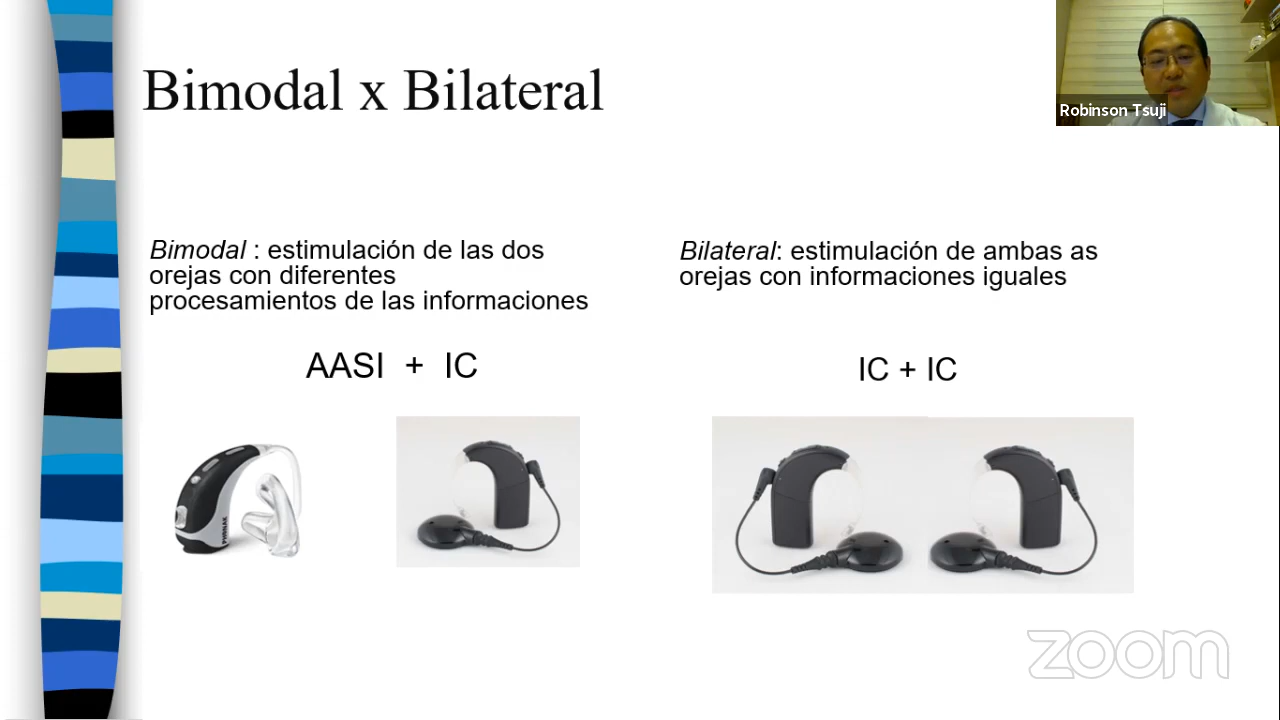 Bimodal x Bilateral
Robinson Tsuji
Bimodal : estimulación de las dos
orejas con diferentes
procesamientos de las informaciones
AASI + IC
Bilateral: estimulación de ambas as
orejas con informaciones iguales
IC + IC
PHONAK
zoom